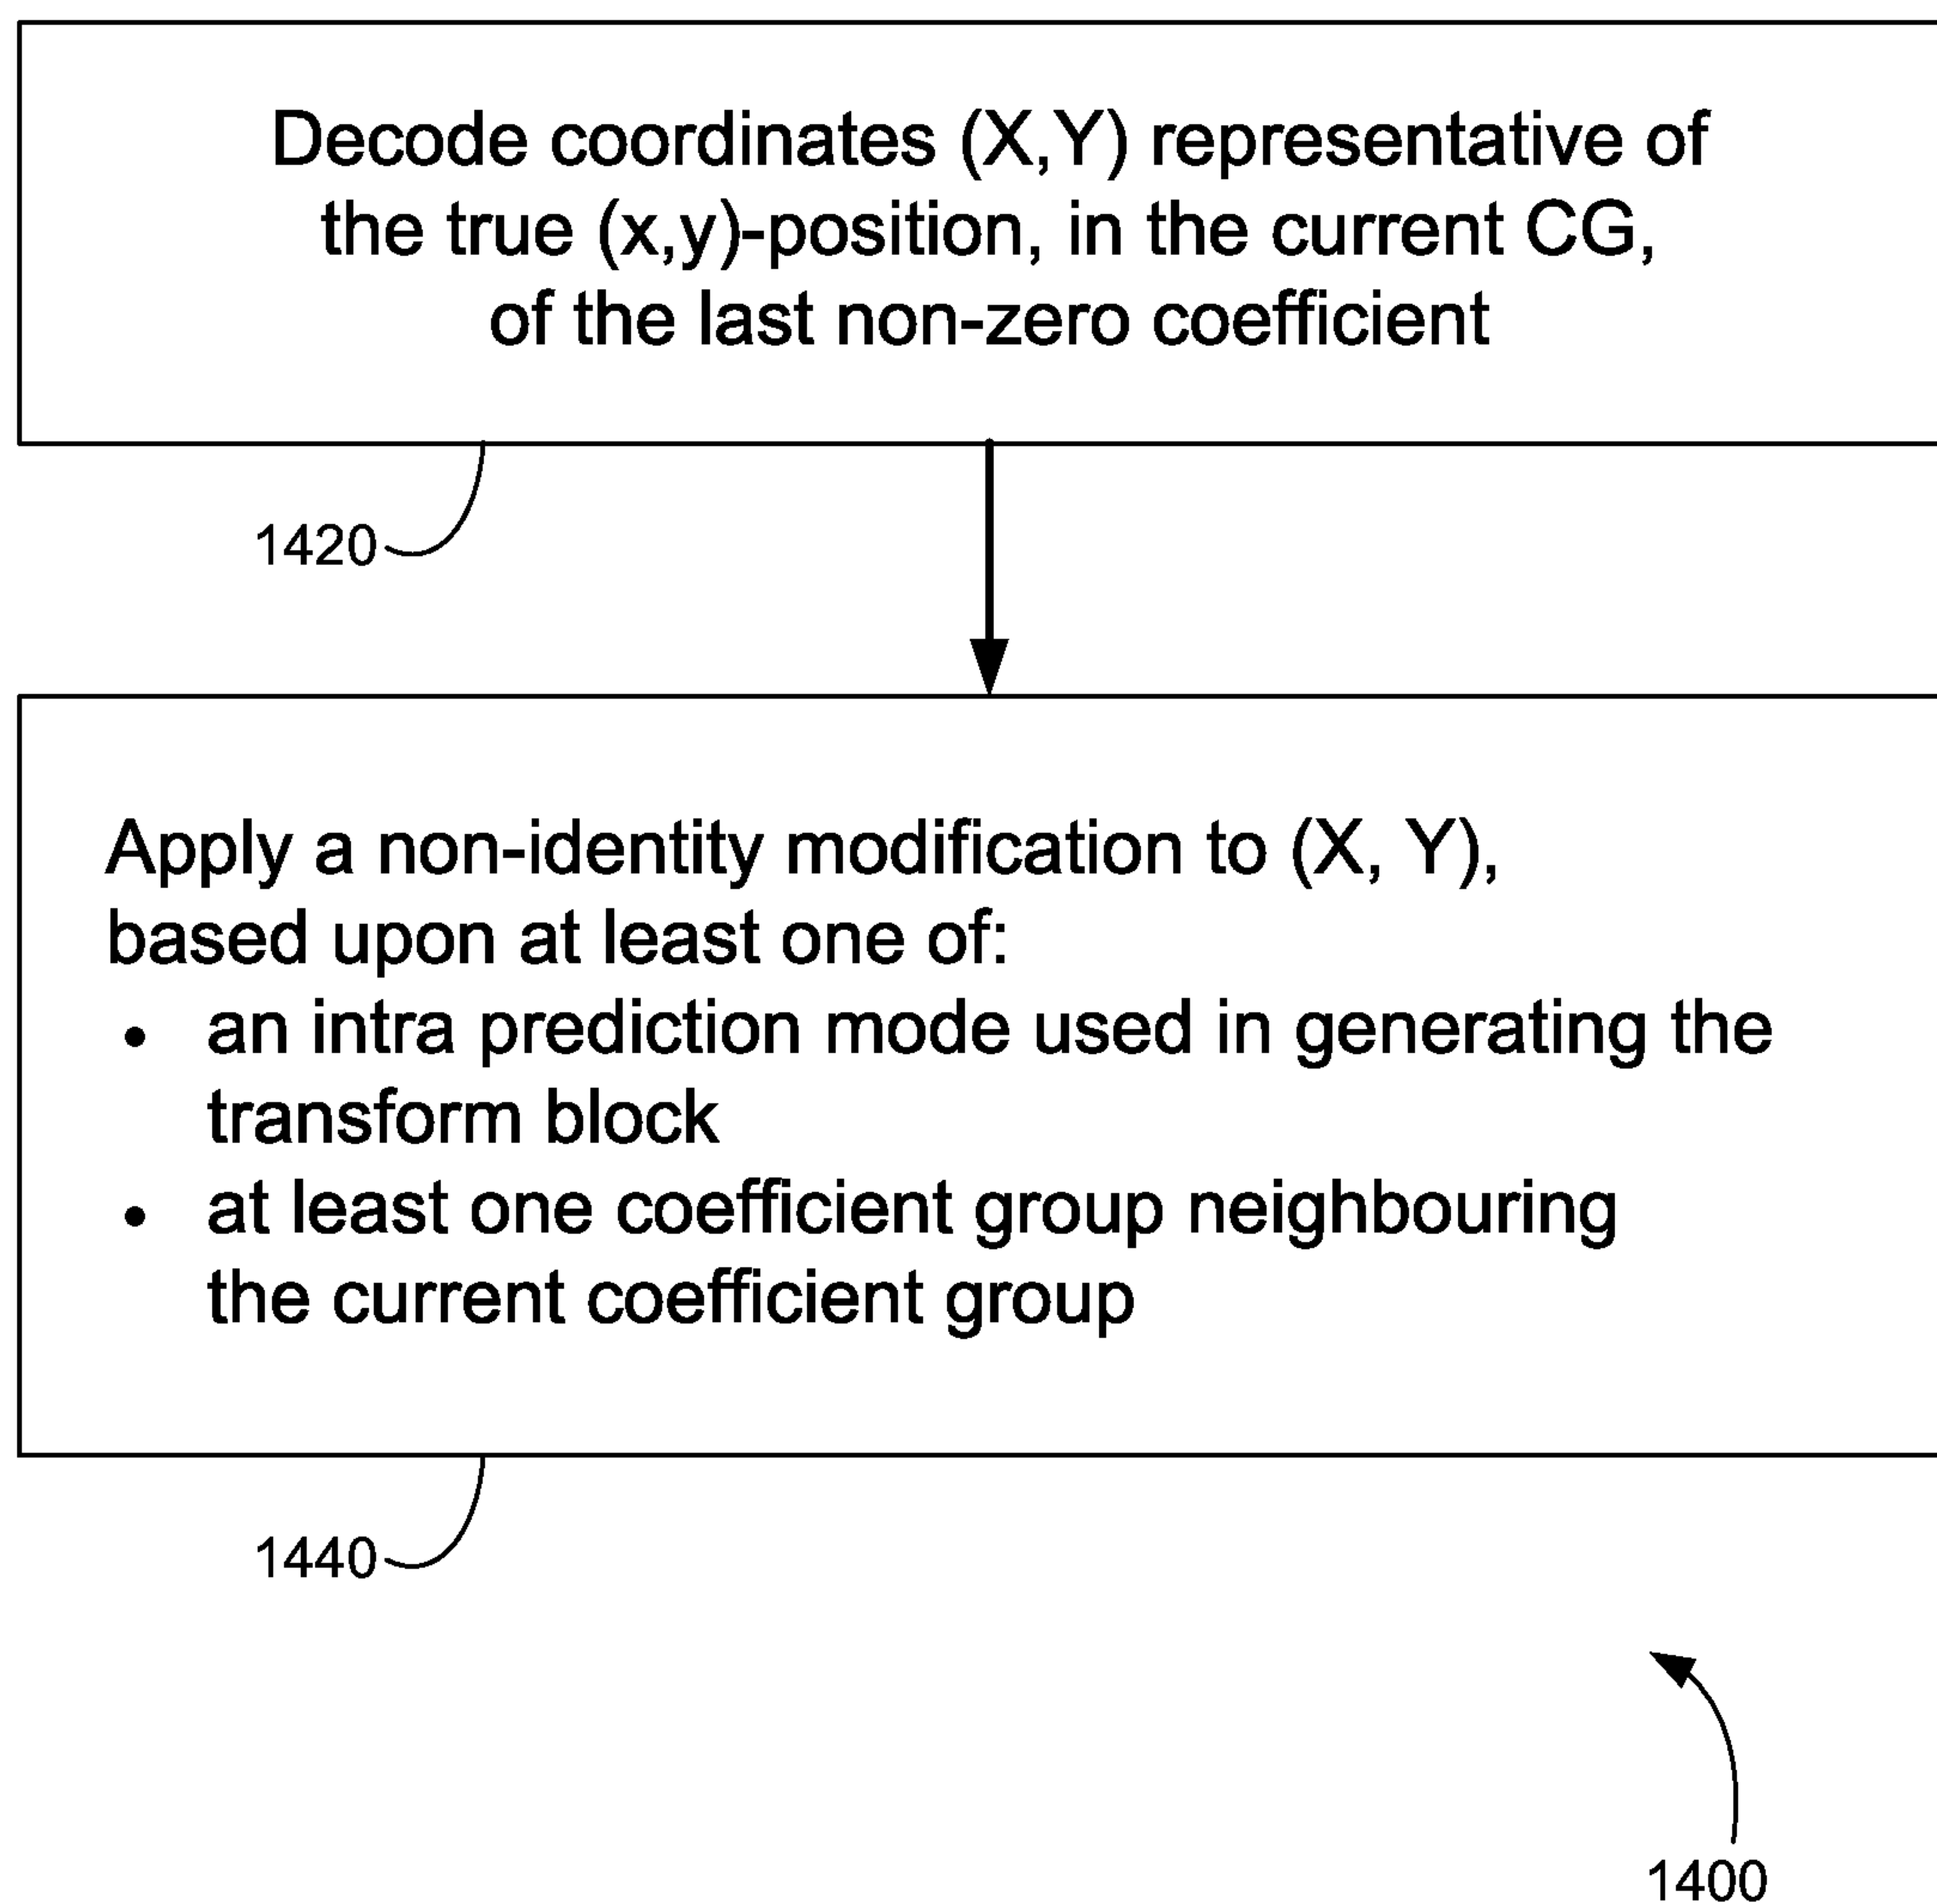 Decode coordinates (X,Y) representative of
the true (x,y)-position, in the current CG,
of the last non-zero coefficient
1420
Apply a non-identity modification to (X, Y),
based upon at least one of:
• an intra prediction mode used in generating the
transform block
• at least one coefficient group neighbouring
the current coefficient group
1440
1400